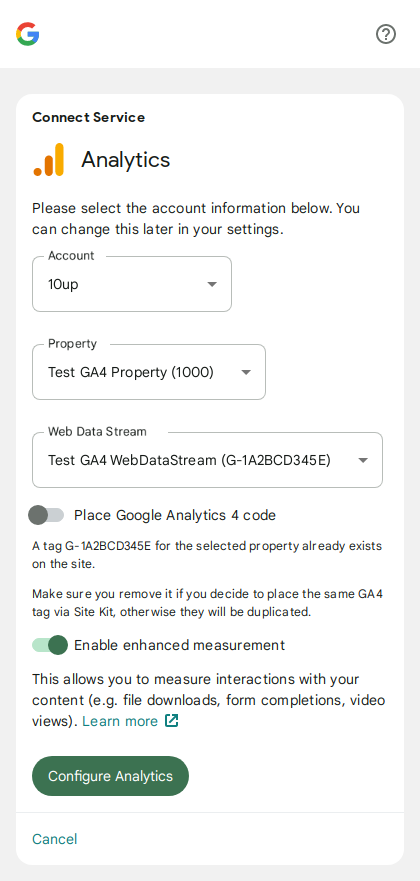 Connect Service
Analytics
Please select the account information below. You
can change this later in your settings.
Account
10up
Property
Test GA4 Property (1000)
Web Data Stream
Test GA4 WebDataStream (G-1A2BCD345E)
Place Google Analytics 4 code
A tag G-1A2BCD345E for the selected property already exists
on the site.
Make sure you remove it if you decide to place the same GA4
tag via Site Kit, otherwise they will be duplicated.
Enable enhanced measurement
This allows you to measure interactions with your
content (e.g. file downloads, form completions, video
views). Learn more
Configure Analytics
Cancel